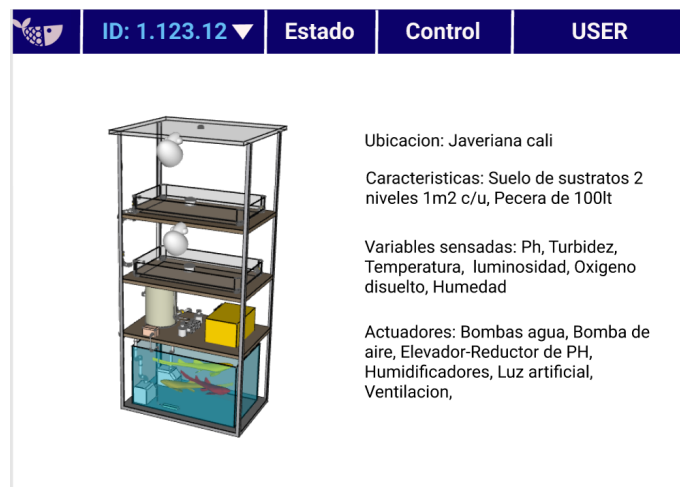 ID: 1.123.12 Estado Control USER
Ubicacion: Javeriana cali
Caracteristicas: Suelo de sustratos 2
niveles 1m2 c/u, Pecera de 100lt
Variables sensadas: Ph, Turbidez,
Temperatura, luminosidad, Oxigeno
disuelto, Humedad
Actuadores: Bombas agua, Bomba de
aire, Elevador-Reductor de PH,
Humidificadores, Luz artificial,
Ventilacion,